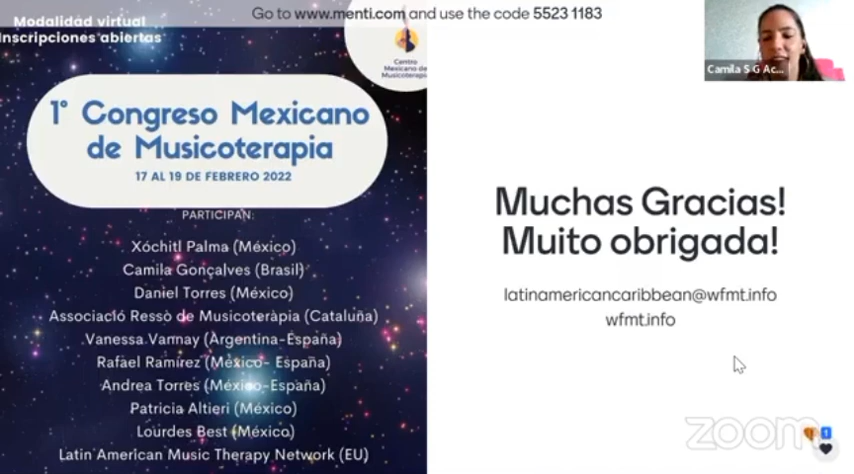 Go to www.menti.com and use the code 5523 1183
Modalidad virtual
Inscripciones abiertas
Centro
Mexicano de
Musicoterapia
1° Congreso Mexicano
de Musicoterapia
17 AL 19 DE FEBRERO 2022
PARTICIPAN:
Xóchitl Palma (México)
Camila Gonçalves (Brasil)
Daniel Torres (México)
Associació Ressò de Musicoteràpia (Cataluña)
Vanessa Vannay (Argentina-España)
Rafael Ramírez (México- España)
Andrea Torres (México-España)
Patricia Altieri (México)
Lourdes Best (México)
Latin American Music Therapy Network (EU)
Camila S G Ac...
Muchas Gracias!
Muito obrigada!
latinamericancaribbean@wfmt.info
wfmt.info
zoom
1